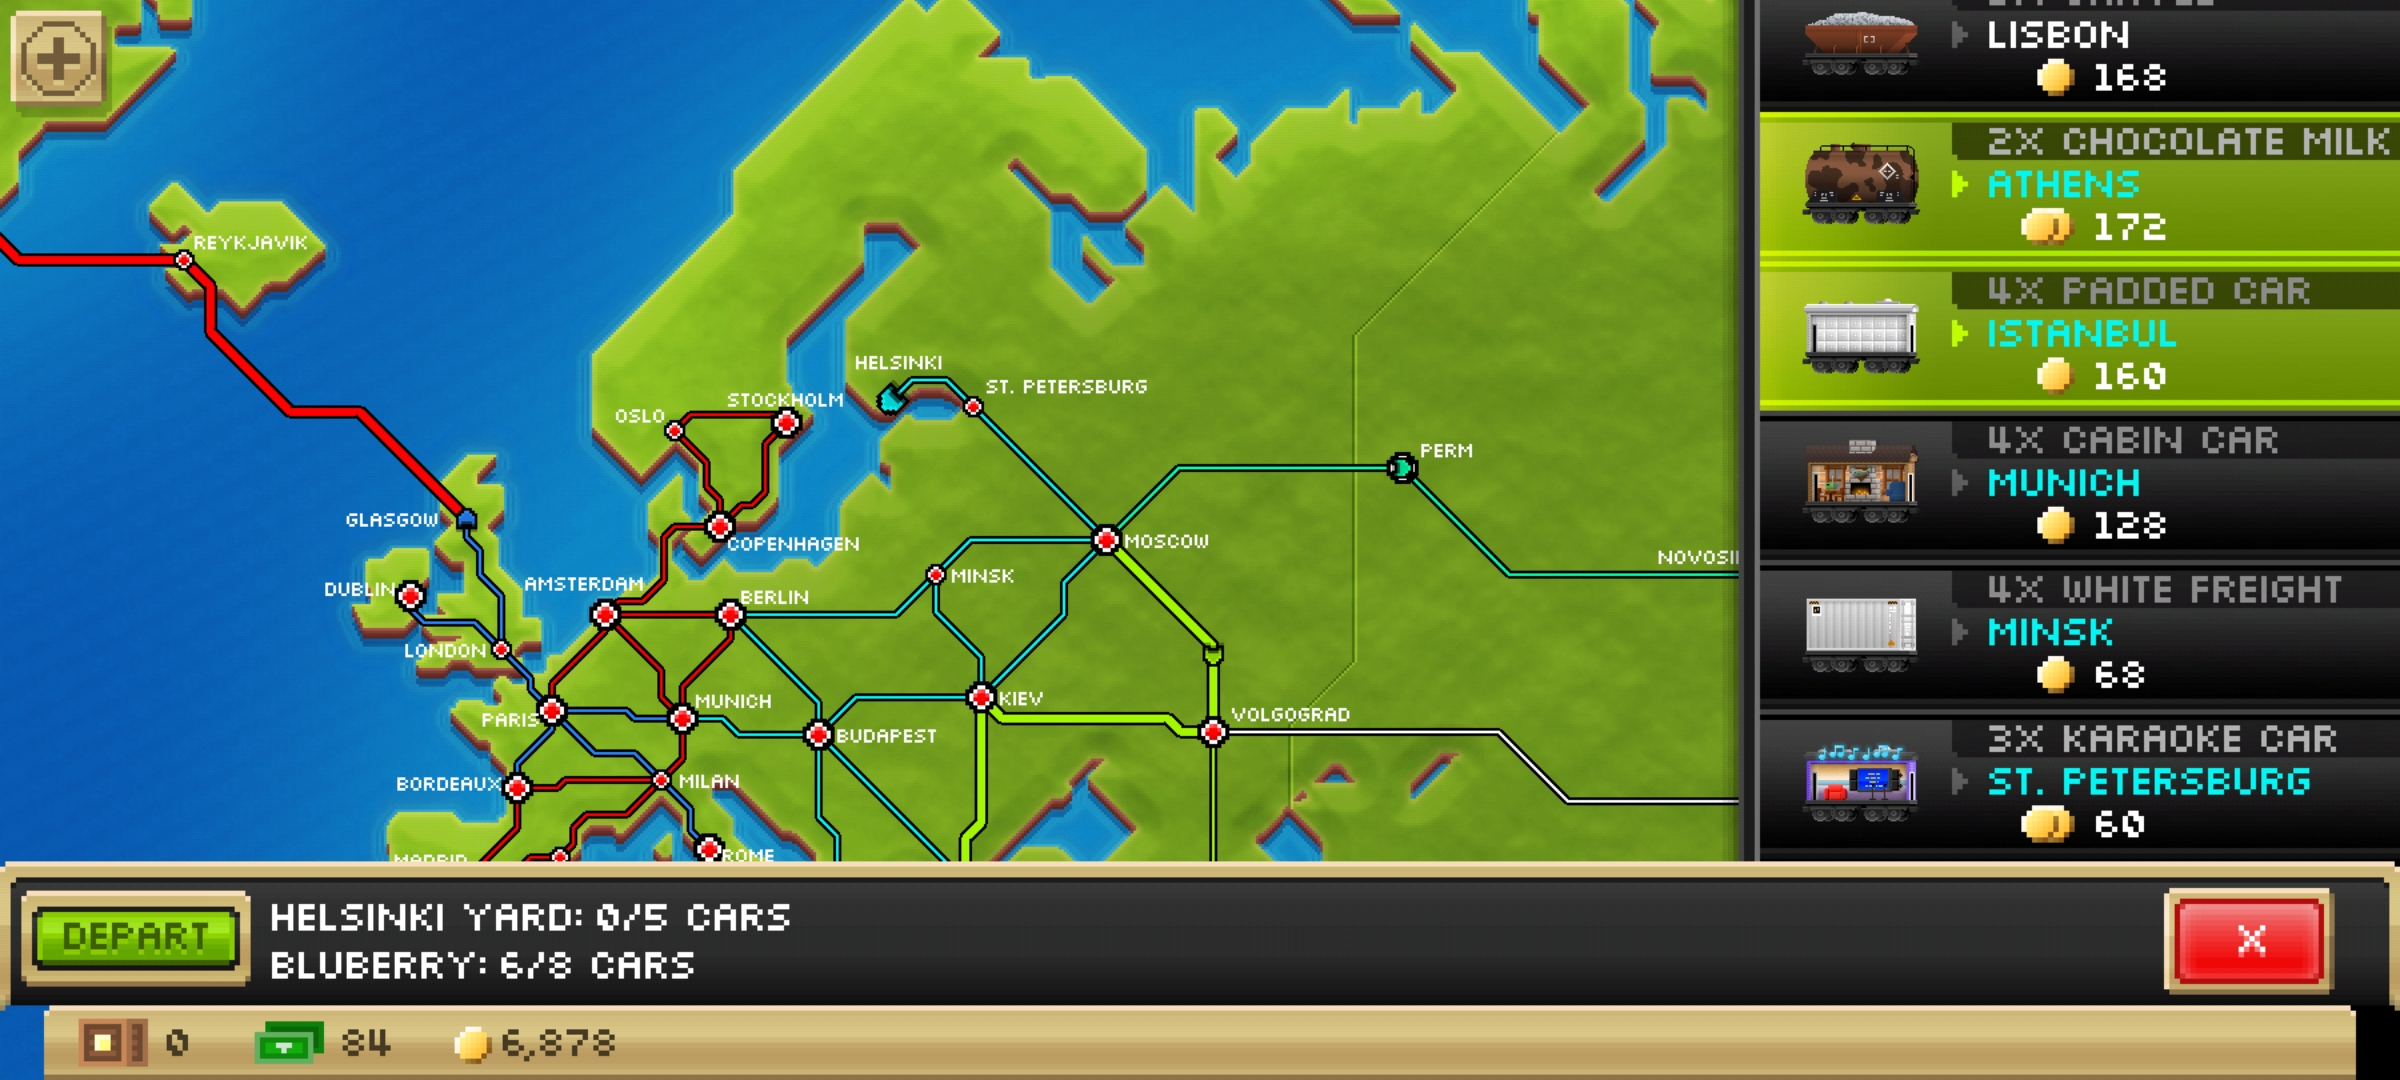 REYKJAVIK
HELSINKI
ST. PETERSBURG
STOCKHOLM
OSLO
PERM
GLASGOW
COPENHAGEN
MOSCOW
NOVOSI
MINSK
AMSTERDAM
DUBLIN
BERLIN
LONDON
MUNICH
KIEV
PARIS
VOLGOGRAD
BUDAPEST
BORDEAUX
MILAN
MADRID
ROME
LISBON
168
2X CHOCOLATE MILK
ATHENS
172
4X PADDED CAR
ISTANBUL
160
4X CABIN CAR
MUNICH
128
4X WHITE FREIGHT
MINSK
68
3X KARAOKE CAR
ST. PETERSBURG
60
DEPART
HELSINKI YARD: 0/5 CARS
BLUBERRY: 6/8 CARS
X
0
84
6,878